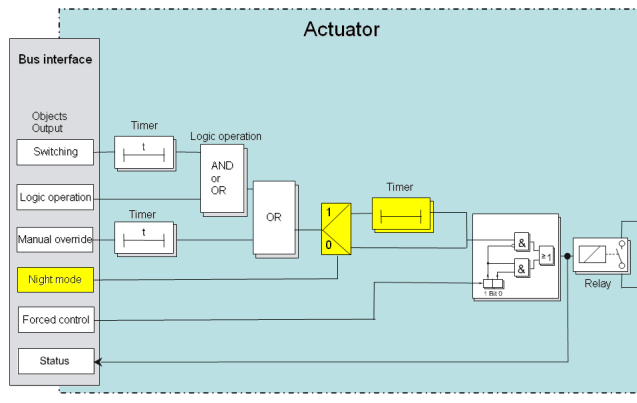 Actuator
Bus interface
Objects
Output
Timer
Logic operation
Switching
t
AND
or
OR
Logic operation
Timer
OR
Timer
1
0
Manual override
t
&
≥1
&
Night mode
1 Bit 0
Relay
Forced control
Status